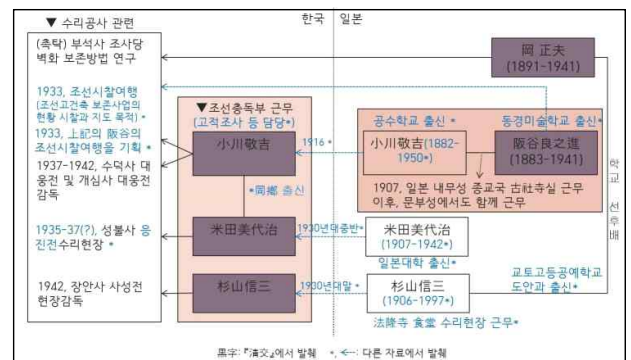 한국 일본
▼ 수리공사 관련
(촉탁) 부석사 조사당
벽화 보존방법 연구
1933, 조선시찰여행
(조선고건축 보존사업의
현황 시찰과 지도 목적)*
1933, 上記의 阪谷의
조선시찰여행을 기획 *
1937-1942, 수덕사 대
웅전 및 개심사 대웅전
감독
1935-37(?), 성불사 응
진전수리현장 *
1942, 장안사 사성전
현장감독
▼조선총독부 근무
(고적조사 등 담당*)
小川敬吉
*同鄕 출신
米田美代治
杉山信三
1916 *
1930년대중반*
1930년대말 *
岡 正夫
(1891-1941)
공수학교 출신 *
동경미술학교 출신*
小川敬吉(1882-
1950*)
阪谷良之進
(1883-1941)
1907, 일본 내무성 종교국 古社寺실 근무
이후, 문부성에서도 함께 근무
米田美代治
(1907-1942*)
일본대학 출신*
杉山信三
(1906-1997*)
교토고등공예학교
도안과 출신*
法隆寺 食堂 수리현장 근무*
학교 선후배
黑字: 『清交』에서 발췌 *, ←--: 다른 자료에서 발췌